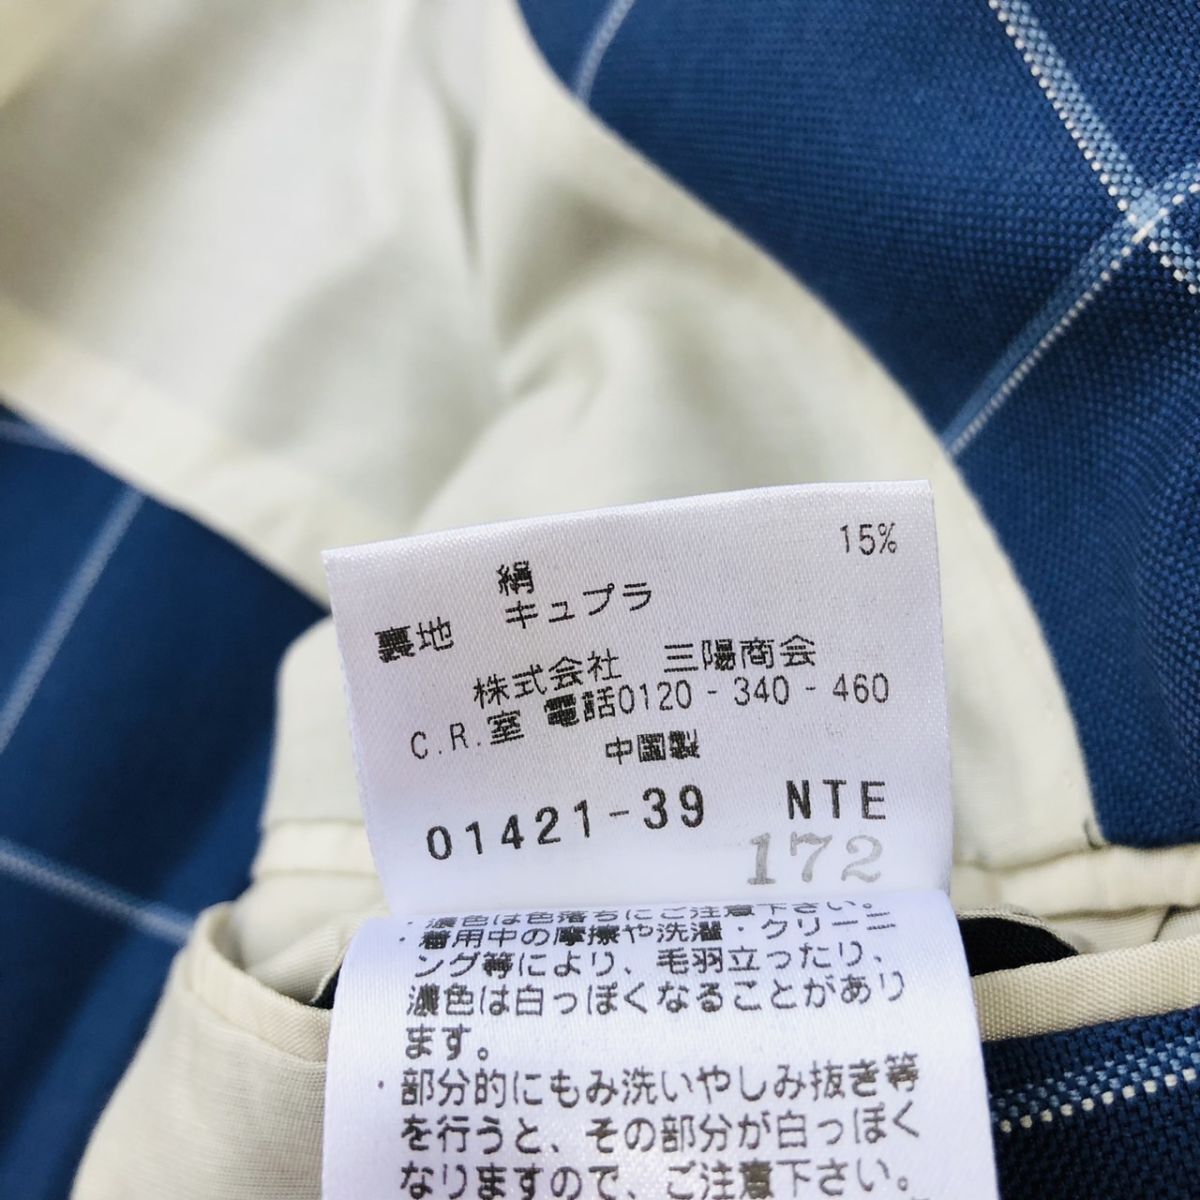 絹 15%
裏地 キュプラ
株式会社 三陽商会
C.R.室 電話0120-340-460
中国製
01421-39 NTE
172
・濃色は色落ちにご注意下さい。
・着用中の摩擦や洗濯・クリーニ
ング等により、毛羽立ったり、
濃色は白っぽくなることがあり
ます。
・部分的にもみ洗いやしみ抜き等
を行うと、その部分が白っぽく
なりますので、ご注意下さい。